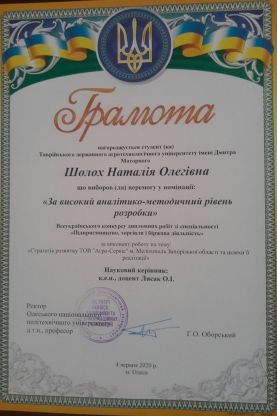 Грамота
нагороджується студент (ка)
Таврійського державного агротехнологічного університету імені Дмитра
Моторного
Шолох Наталія Олегівна
що виборов (ла) перемогу у номінації:
«За високий аналітико-методичний рівень
розробки»
Всеукраїнського конкурсу дипломних робіт зі спеціальності
«Підприємництво, торгівля і біржова діяльність»
за виконану роботу на тему
«Стратегія розвитку ТОВ "Агро-Сервіс" м. Мелітополь Запорізької області та шляхи її
реалізації»
Науковий керівник:
к.е.н., доцент Лисак О.І.
Ректор
Одеського національного
політехнічного університету
д.т.н., професор
Г.О. Оборський
4 червня 2020 р.
м. Одеса